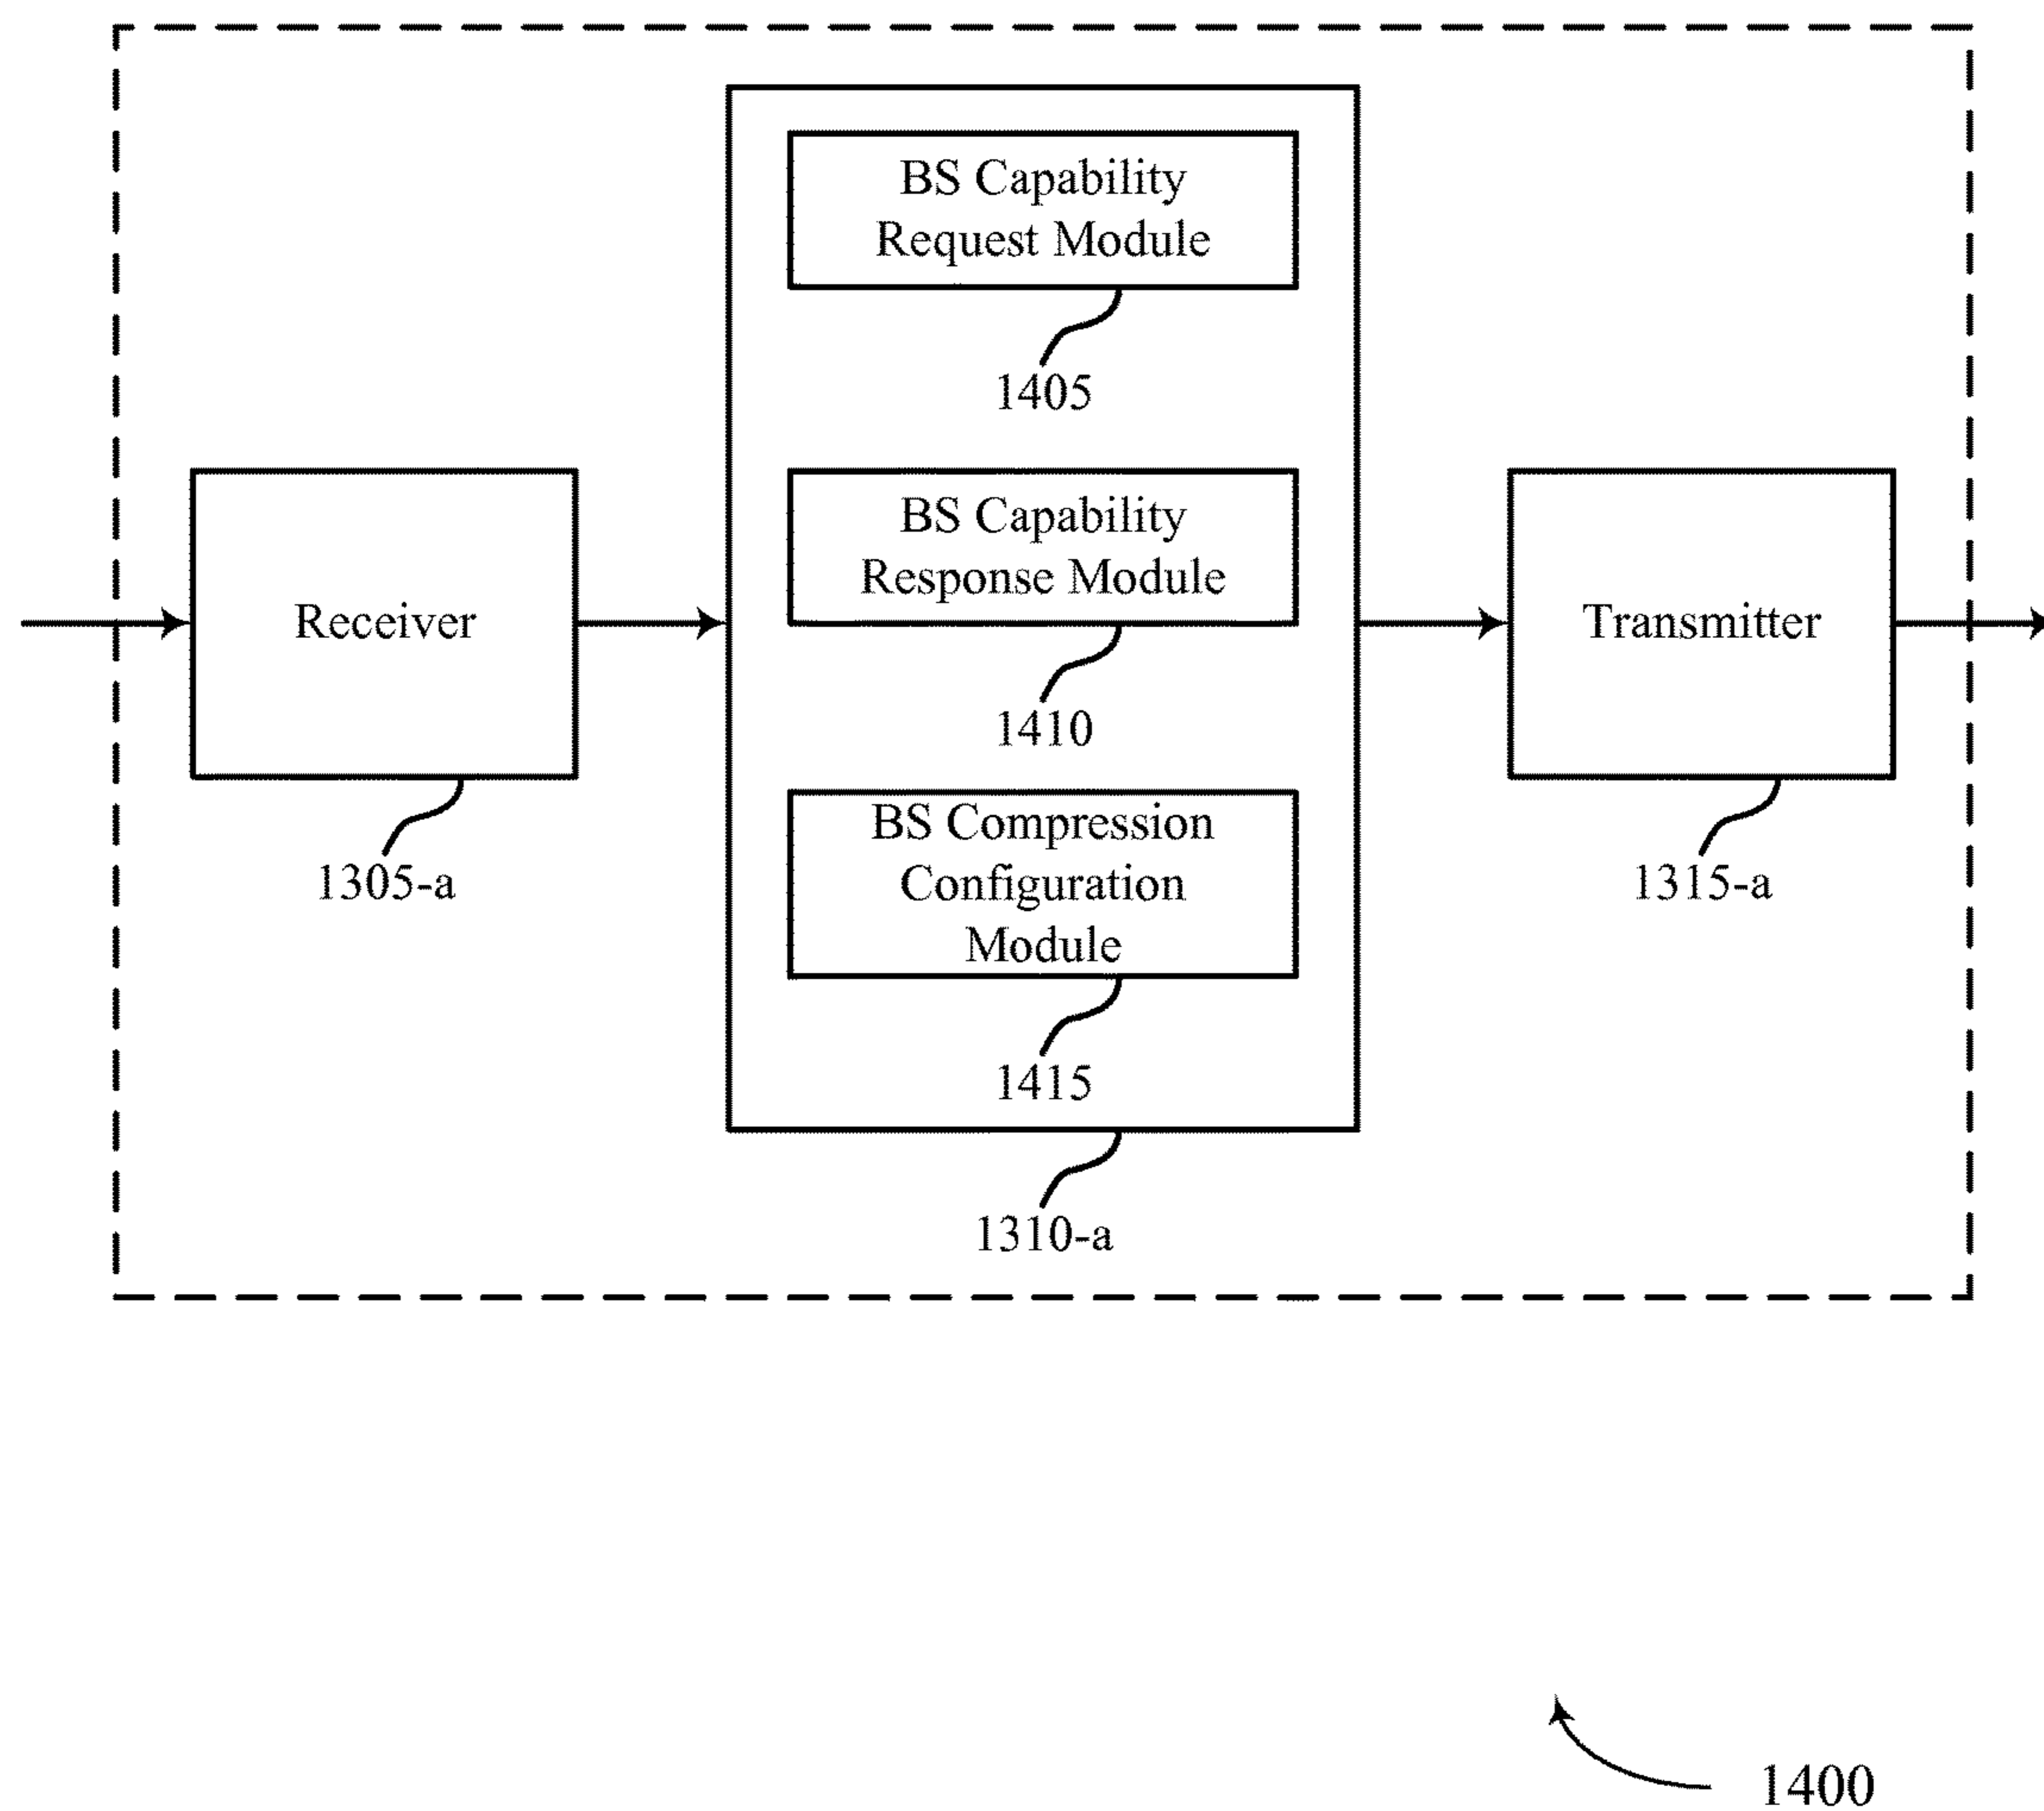 BS Capability
Request Module
1405
BS Capability
Response Module
1410
Receiver
1305-a
Transmitter
1315-a
BS Compression
Configuration
Module
1415
1310-a
1400